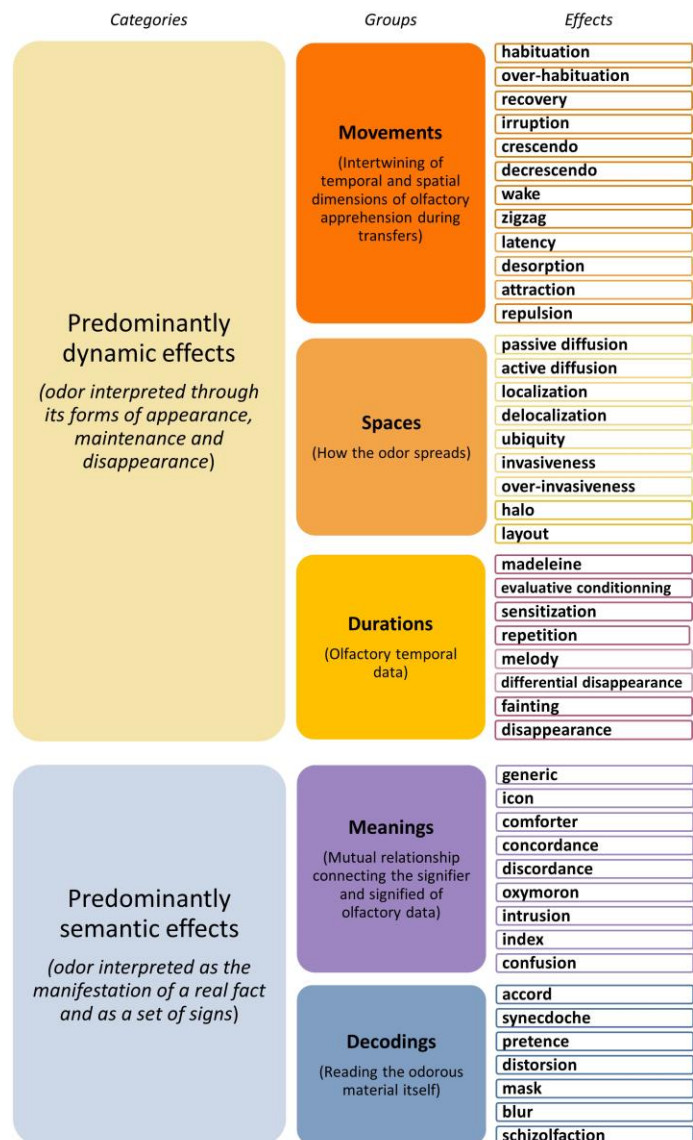 Categories
Groups
Effects
Predominantly
dynamic effects
(odor interpreted through
its forms of appearance,
maintenance and
disappearance)
Movements
(Intertwining of
temporal and spatial
dimensions of olfactory
apprehension during
transfers)
habituation
over-habituation
recovery
irruption
crescendo
decrescendo
wake
zigzag
latency
desorption
attraction
repulsion
Spaces
(How the odor spreads)
passive diffusion
active diffusion
localization
delocalization
ubiquity
invasiveness
over-invasiveness
halo
layout
Durations
(Olfactory temporal
data)
madeleine
evaluative conditionning
sensitization
repetition
melody
differential disappearance
fainting
disappearance
Predominantly
semantic effects
(odor interpreted as the
manifestation of a real fact
and as a set of signs)
Meanings
(Mutual relationship
connecting the signifier
and signified of
olfactory data)
generic
icon
comforter
concordance
discordance
oxymoron
intrusion
index
confusion
Decodings
(Reading the odorous
material itself)
accord
synecdoche
pretence
distorsion
mask
blur
schizolfaction